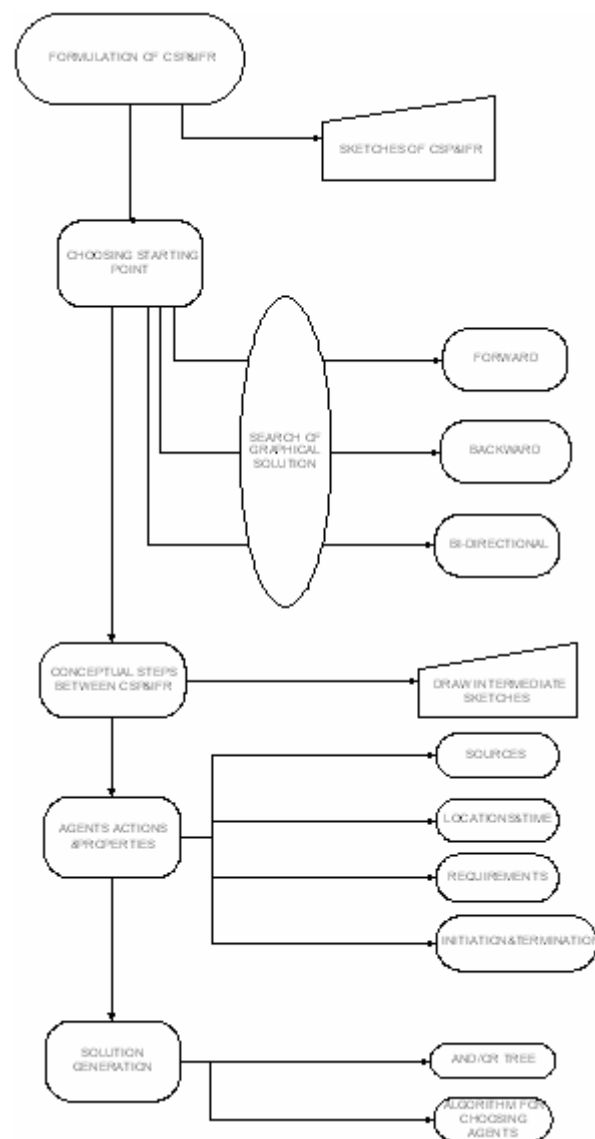 FORMULATION OF CSP&IFR
SKETCHES OF CSP&IFR
CHOOSING STARTING
POINT
FORWARD
SEARCH OF
GRAPHICAL
SOLUTION
BACKWARD
BI-DIRECTIONAL
CONCEPTUAL STEPS
BETWEEN CSP&IFR
DRAW INTERMEDIATE
SKETCHES
SOURCES
AGENTS ACTIONS
&PROPERTIES
LOCATIONS&TIME
REQUIREMENTS
INITIATION&TERMINATION
SOLUTION
GENERATION
AND/OR TREE
ALGORITHM FOR
CHOOSING
AGENTS